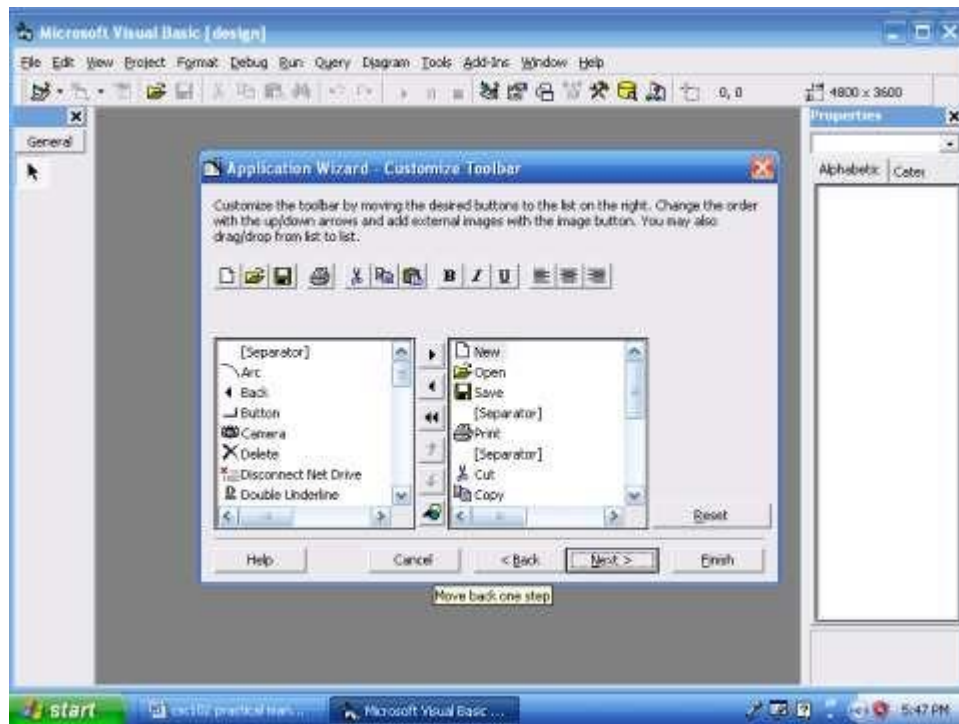 Microsoft Visual Basic [design]
File Edit View Project Format Debug Run Query Diagram Tools Add-Ins Window Help
0, 0
4800 x 3600
General
Properties
Alphabetic
Application Wizard - Customize Toolbar
Customize the toolbar by moving the desired buttons to the list on the right. Change the order
with the up/down arrows and add external images with the image button. You may also
drag/drop from list to list.
B I U
[Separator]
Arc
Back
Button
Camera
Delete
Disconnect Net Drive
Double Underline
New
Open
Save
[Separator]
Print
[Separator]
Cut
Copy
Reset
Help
Cancel
< Back
Next >
Finish
Move back one step
start
csc102 practical
Microsoft Visual Basic ...
5:47 PM